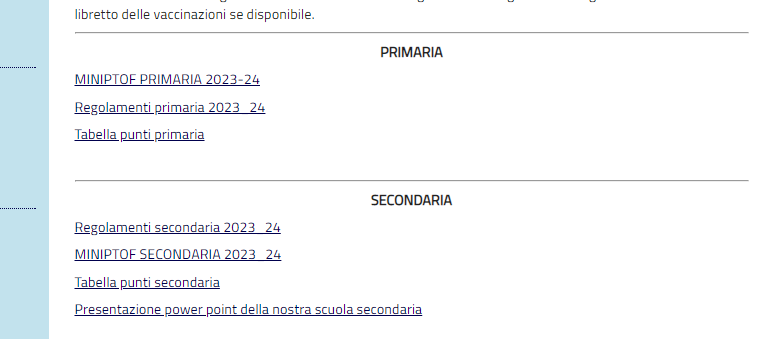 libretto delle vaccinazioni se disponibile.
PRIMARIA
MINIPTOF PRIMARIA 2023-24
Regolamenti primaria 2023_24
Tabella punti primaria
SECONDARIA
Regolamenti secondaria 2023_24
MINIPTOF SECONDARIA 2023_24
Tabella punti secondaria
Presentazione power point della nostra scuola secondaria